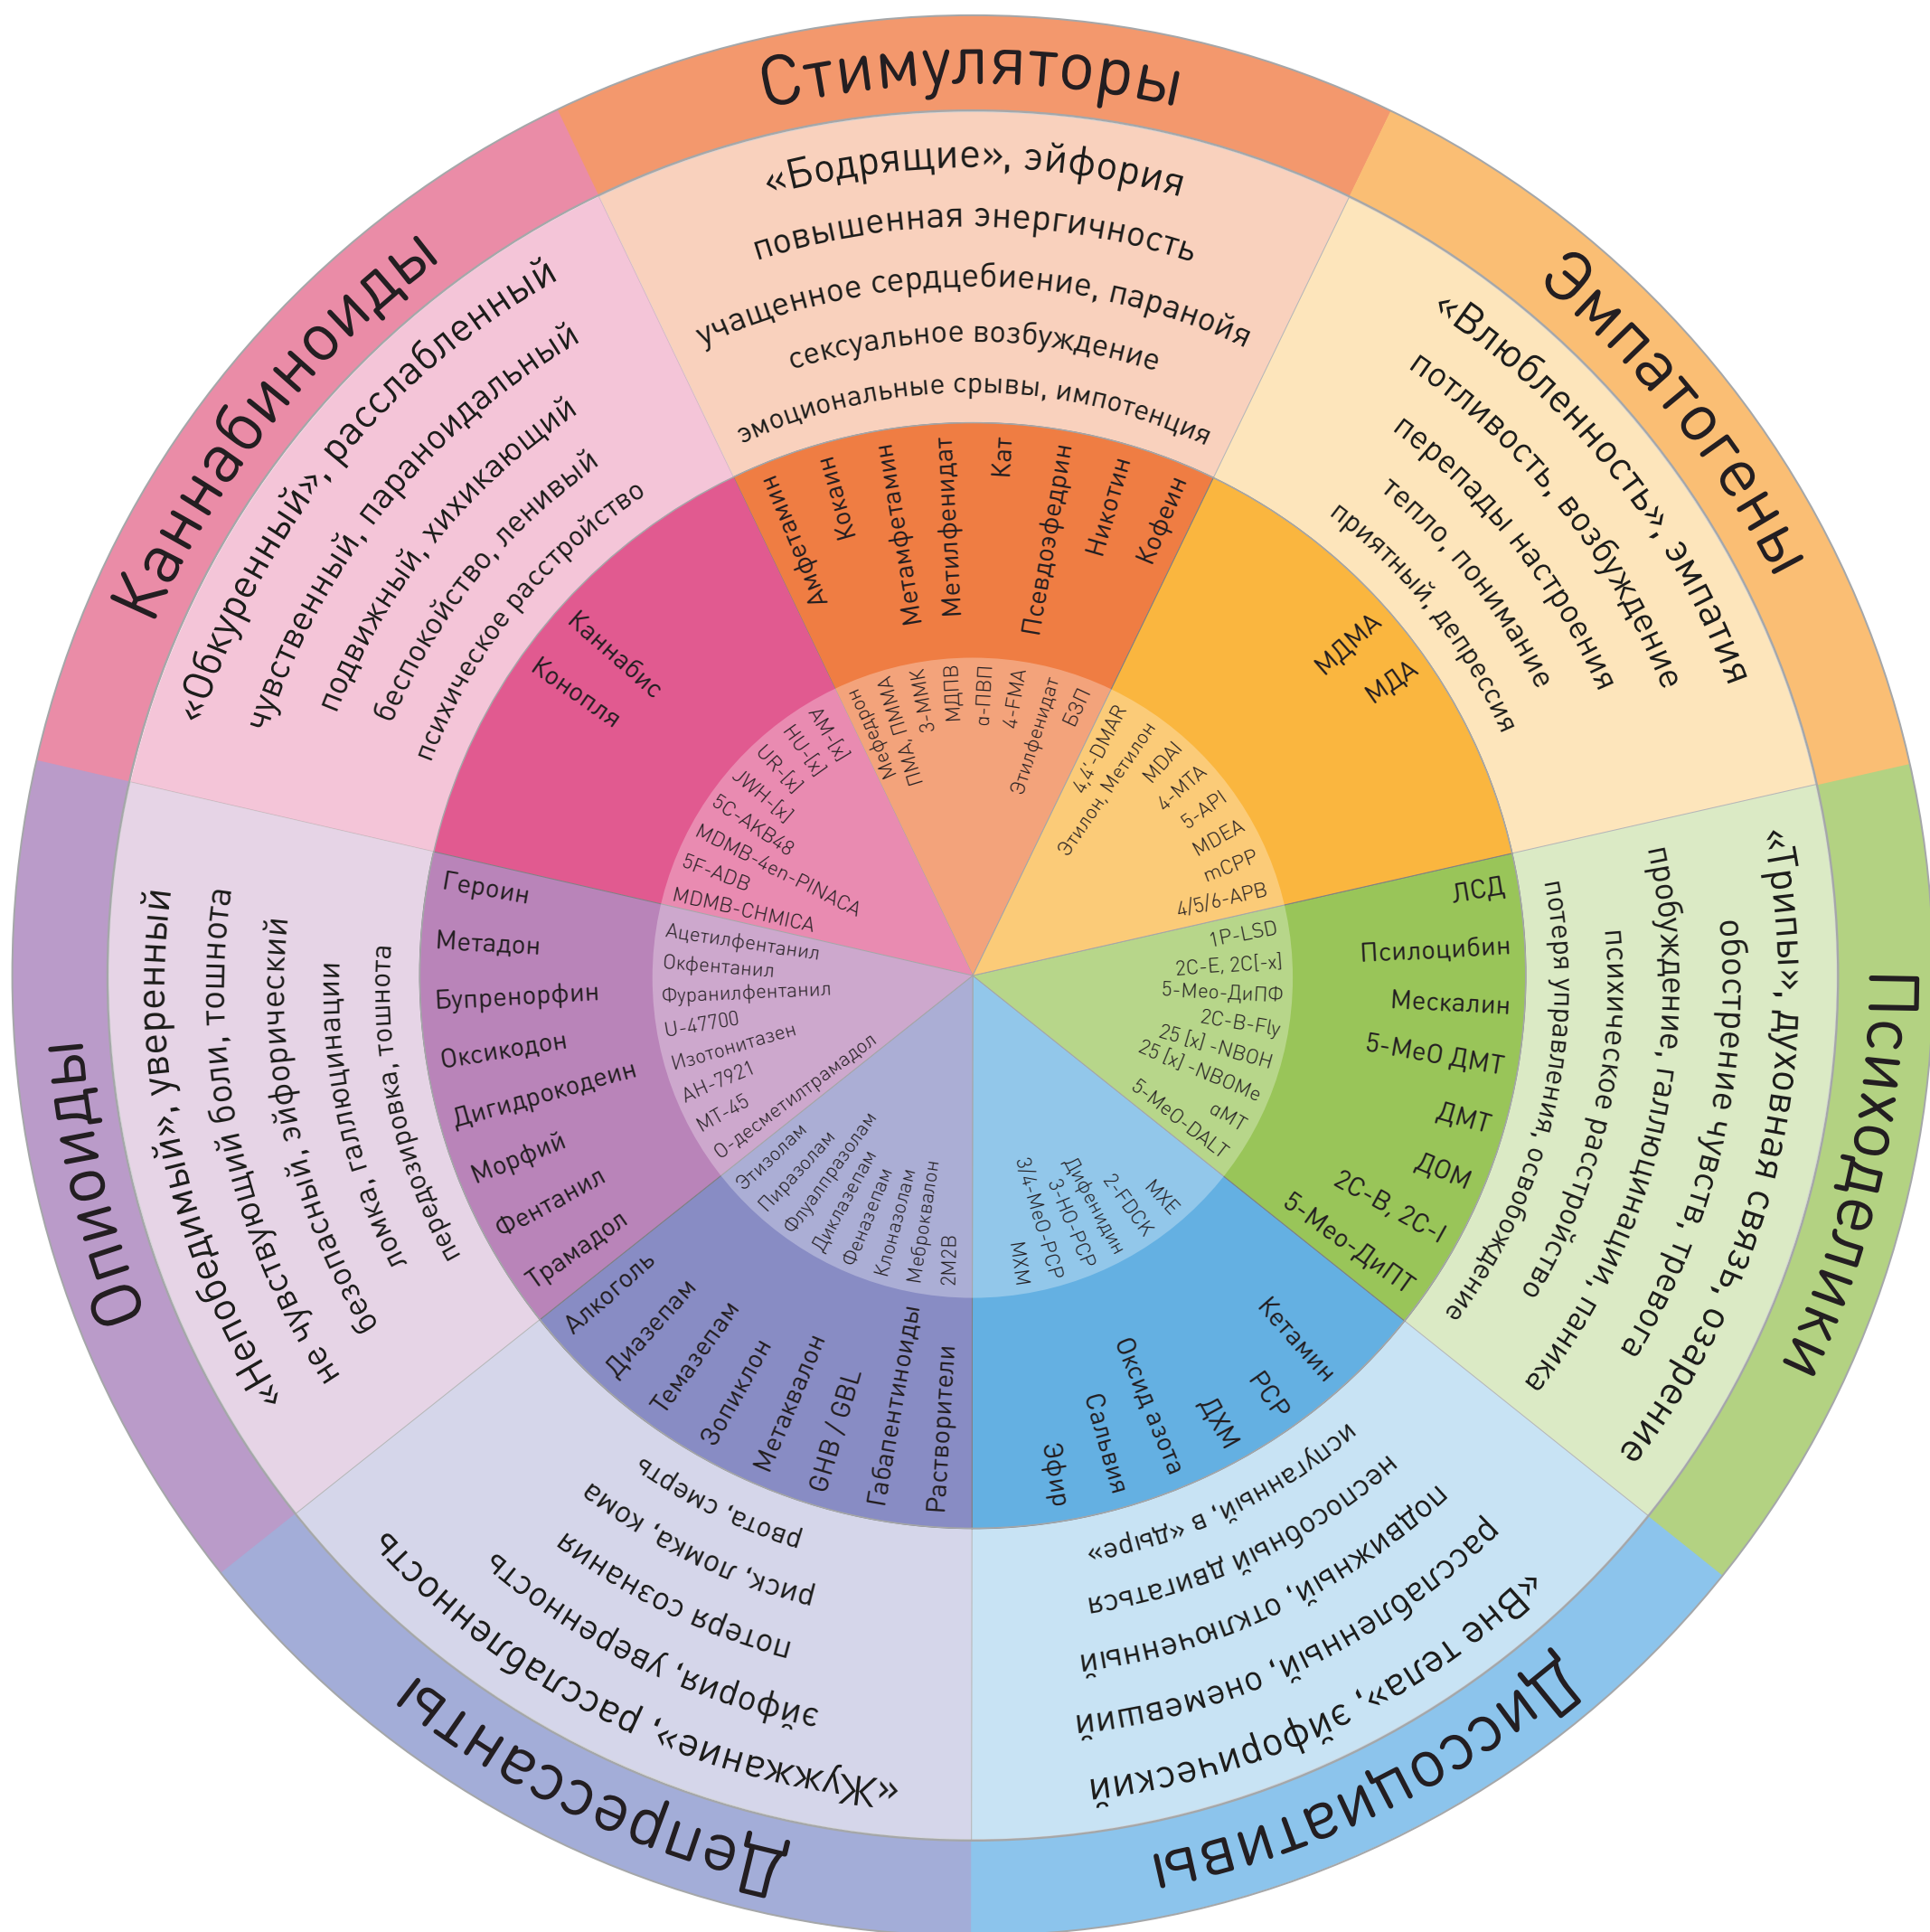 Стимуляторы
«Бодрящие», эйфория
повышенная энергичность
учащенное сердцебиение, паранойя
сексуальное возбуждение
эмоциональные срывы, импотенция
Амфетамин
Кокаин
Метамфетамин
Метилфенидат
Кат
Псевдоэфедрин
Никотин
Кофеин
Мефедрон
ПМА, ПММА
3-ММК
МДПВ
α-ПВП
4-FMA
Этилфенидат
БЗП
Эмпатогены
«Влюбленность», эмпатия
потливость, возбуждение
перепады настроения
тепло, понимание
приятный, депрессия
МДМА
МДА
4,4'-DMAR
Этилон, Метилон
MDAI
4-MTA
5-API
MDEA
mCPP
4/5/6-APB
Психоделики
«Трипы», духовная связь, озарение
обострение чувств, тревога
пробуждение, галлюцинации, паника
психическое расстройство
потеря управления, освобождение
ЛСД
Псилоцибин
Мескалин
5-МеО ДМТ
ДМТ
ДОМ
2C-B, 2C-I
5-Мео-ДиПТ
1P-LSD
2C-E, 2C[-x]
5-Мео-ДиПФ
2C-B-Fly
25 [x] -NBOH
25 [x] -NBOMe
αMT
5-MeO-DALT
Диссоциативы
«Вне тела», эйфорический
расслабленный, онемевший
подвижный, отключенный
неспособный двигаться
испуганный, в «дыре»
Кетамин
PCP
ДХМ
Оксид азота
Сальвия
Эфир
MXE
2-FDCK
Дифенидин
3-HO-PCP
3/4-MeO-PCP
MXM
Депрессанты
«Жужжание», расслабленность
эйфория, уверенность
потеря сознания
риск, ломка, кома
рвота, смерть
Алкоголь
Диазепам
Темазепам
Зопиклон
Метаквалон
GHB / GBL
Габапентиноиды
Растворители
Этизолам
Пиразолам
Флуалпразолам
Диклазепам
Феназепам
Клоназолам
Меброквалон
2M2B
Опиоиды
«Непобедимый», уверенный
не чувствующий боли, тошнота
безопасный, эйфорический
ломка, галлюцинации
передозировка, тошнота
Героин
Метадон
Бупренорфин
Оксикодон
Дигидрокодеин
Морфий
Фентанил
Трамадол
Ацетилфентанил
Окфентанил
Фуранилфентанил
U-47700
Изотонитазен
AH-7921
MT-45
О-десметилтрамадол
Каннабиноиды
«Обкуренный», расслабленный
чувственный, параноидальный
подвижный, хихикающий
беспокойство, ленивый
психическое расстройство
Каннабис
Конопля
AM-[x]
HU-[x]
UR-[x]
JWH-[x]
5C-AKB48
MDMB-4en-PINACA
5F-ADB
MDMB-CHMICA